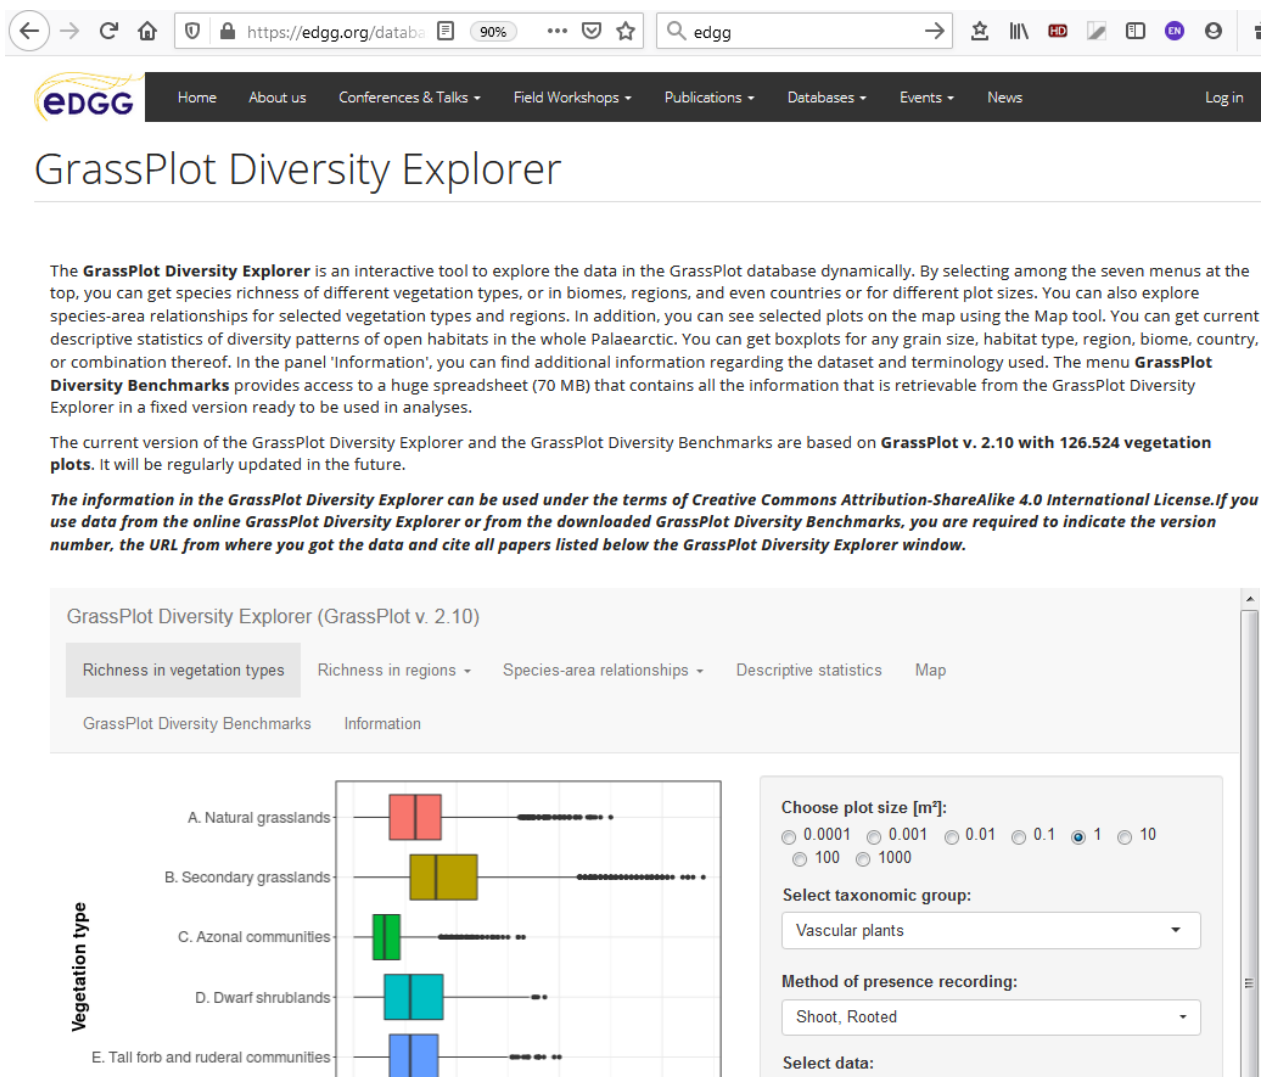 https://edgg.org/databa
90%
edgg
HD
EN
eDGG
Home About us Conferences & Talks Field Workshops Publications Databases Events News Log in
GrassPlot Diversity Explorer
The GrassPlot Diversity Explorer is an interactive tool to explore the data in the GrassPlot database dynamically. By selecting among the seven menus at the
top, you can get species richness of different vegetation types, or in biomes, regions, and even countries or for different plot sizes. You can also explore
species-area relationships for selected vegetation types and regions. In addition, you can see selected plots on the map using the Map tool. You can get current
descriptive statistics of diversity patterns of open habitats in the whole Palaearctic. You can get boxplots for any grain size, habitat type, region, biome, country,
or combination thereof. In the panel 'Information', you can find additional information regarding the dataset and terminology used. The menu GrassPlot
Diversity Benchmarks provides access to a huge spreadsheet (70 MB) that contains all the information that is retrievable from the GrassPlot Diversity
Explorer in a fixed version ready to be used in analyses.
The current version of the GrassPlot Diversity Explorer and the GrassPlot Diversity Benchmarks are based on GrassPlot v. 2.10 with 126.524 vegetation
plots. It will be regularly updated in the future.
The information in the GrassPlot Diversity Explorer can be used under the terms of Creative Commons Attribution-ShareAlike 4.0 International License.If you
use data from the online GrassPlot Diversity Explorer or from the downloaded GrassPlot Diversity Benchmarks, you are required to indicate the version
number, the URL from where you got the data and cite all papers listed below the GrassPlot Diversity Explorer window.
GrassPlot Diversity Explorer (GrassPlot v. 2.10)
Richness in vegetation types Richness in regions Species-area relationships Descriptive statistics Map
GrassPlot Diversity Benchmarks Information
Vegetation type
A. Natural grasslands
B. Secondary grasslands
C. Azonal communities
D. Dwarf shrublands
E. Tall forb and ruderal communities
Choose plot size [m²]:
0.0001 0.001 0.01 0.1 1 10
100 1000
Select taxonomic group:
Vascular plants
Method of presence recording:
Shoot, Rooted
Select data: